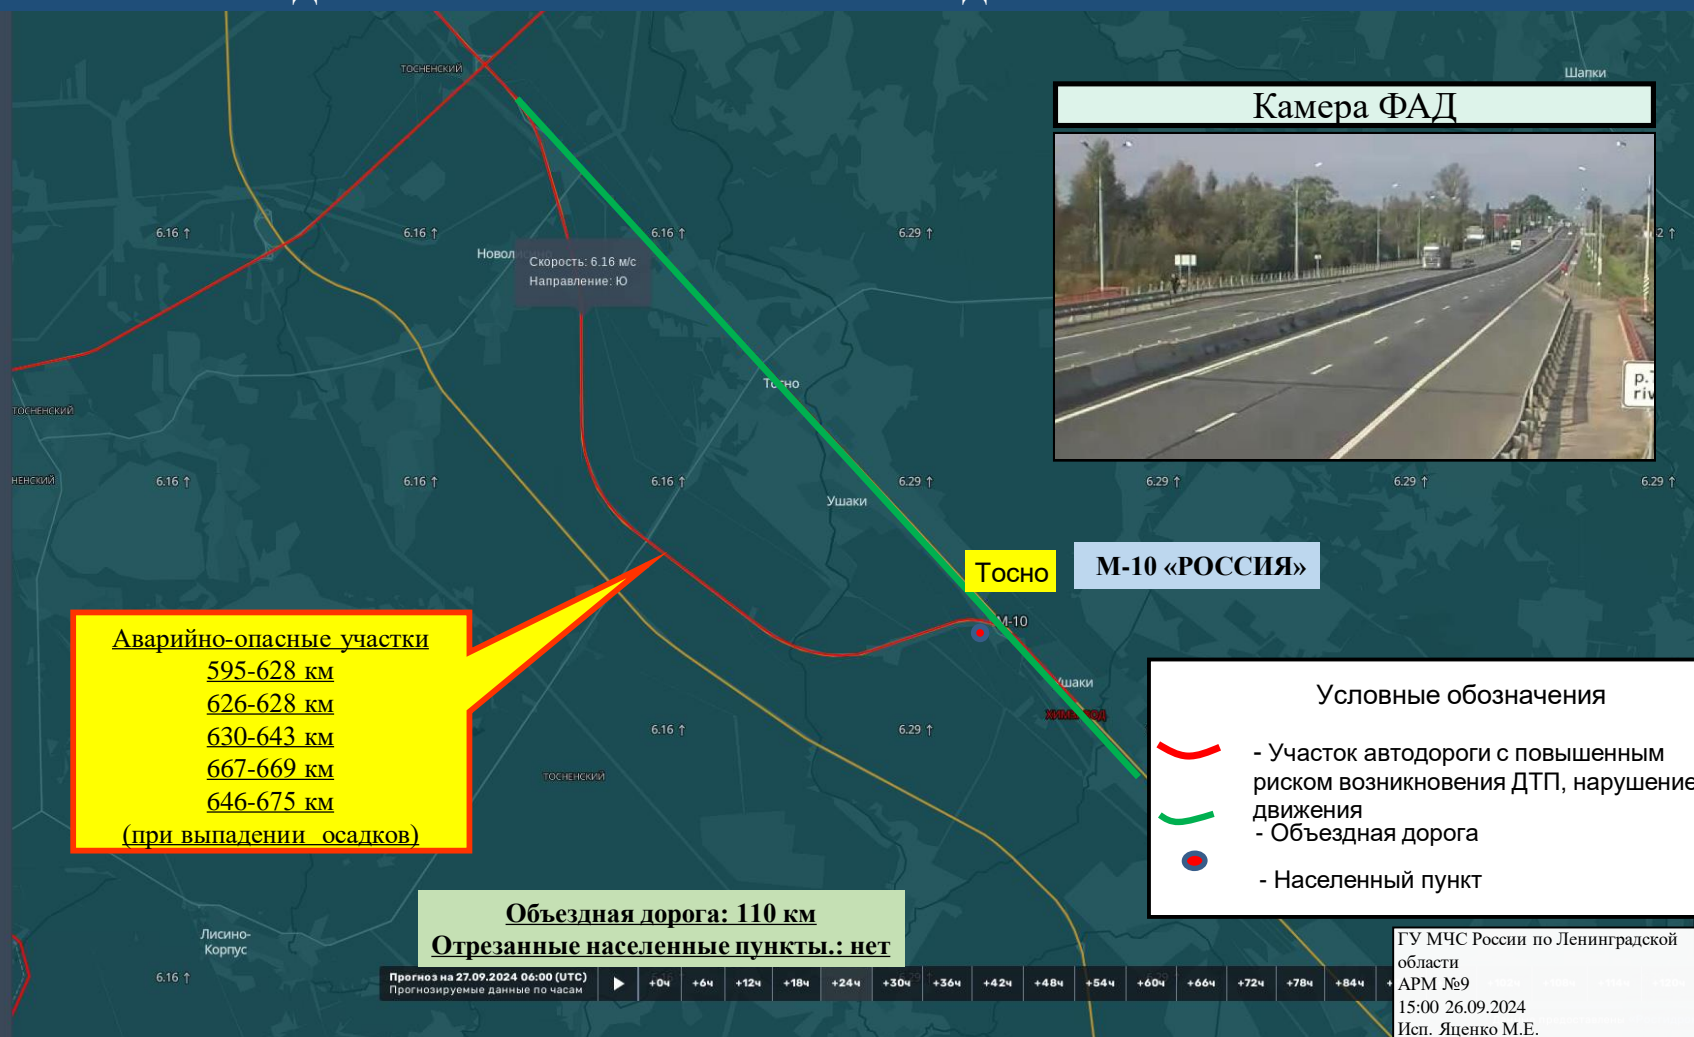 ТОСНЕНСКИЙ
Шапки
Камера ФАД
6.16 ↑
6.16 ↑
6.16 ↑
6.29 ↑
Скорость: 6.16 м/с
Направление: Ю
Тосно
р.
riv
ТОСНЕНСКИЙ
6.16 ↑
6.16 ↑
6.16 ↑
6.29 ↑
6.29 ↑
6.29 ↑
6.29 ↑
Ушаки
Тосно
М-10 «РОССИЯ»
М-10
Аварийно-опасные участки
595-628 км
626-628 км
630-643 км
667-669 км
646-675 км
(при выпадении осадков)
Ушаки
6.16 ↑
6.29 ↑
ТОСНЕНСКИЙ
Условные обозначения
- Участок автодороги с повышенным
риском возникновения ДТП, нарушение
движения
- Объездная дорога
- Населенный пункт
Объездная дорога: 110 км
Отрезанные населенные пункты.: нет
Лисино-
Корпус
6.16 ↑
Прогноз на 27.09.2024 06:00 (UTC)
Прогнозируемые данные по часам
+0ч +6ч +12ч +18ч +24ч +30ч +36ч +42ч +48ч +54ч +60ч +66ч +72ч +78ч +84ч
ГУ МЧС России по Ленинградской
области
АРМ №9
15:00 26.09.2024
Исп. Яценко М.Е.